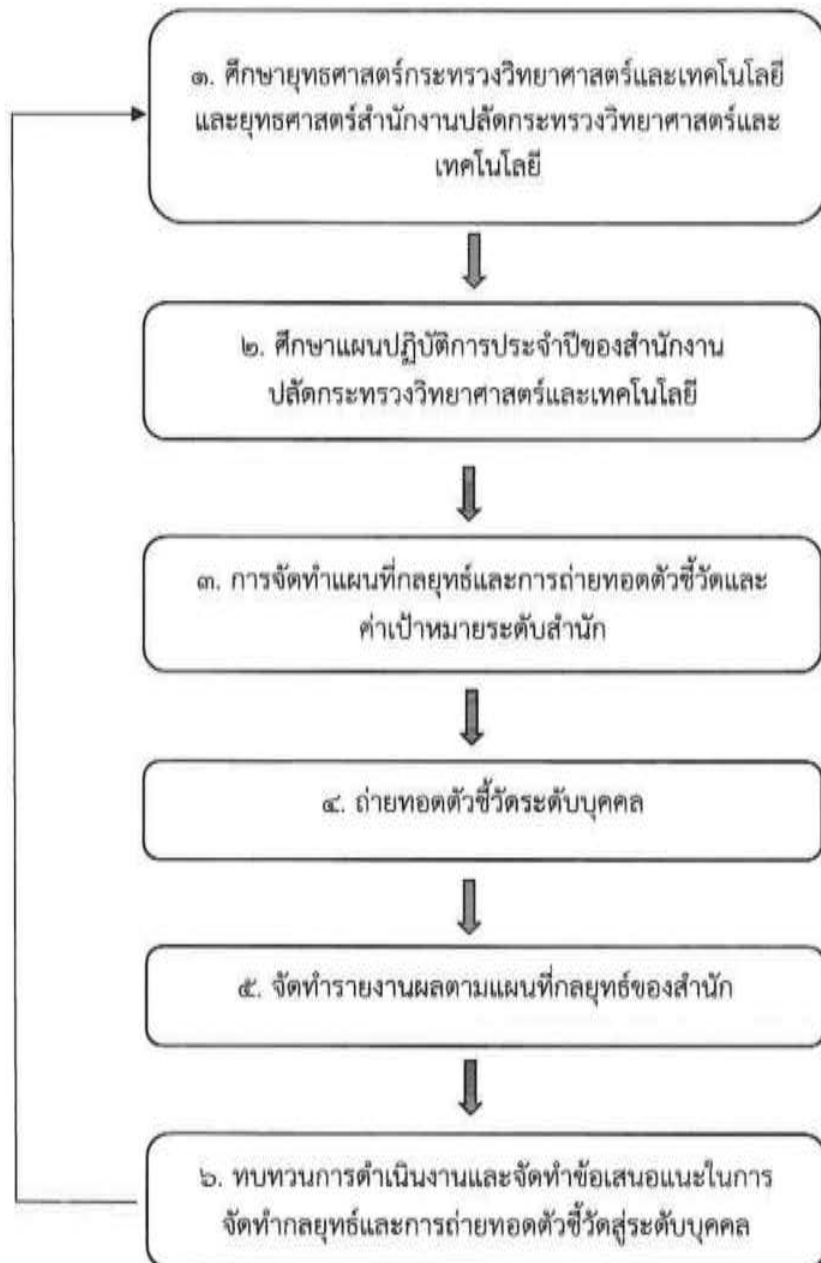 ๑. ศึกษายุทธศาสตร์กระทรวงวิทยาศาสตร์และเทคโนโลยี
และยุทธศาสตร์สำนักงานปลัดกระทรวงวิทยาศาสตร์และ
เทคโนโลยี
๒. ศึกษาแผนปฏิบัติการประจำปีของสำนักงาน
ปลัดกระทรวงวิทยาศาสตร์และเทคโนโลยี
๓. การจัดทำแผนที่กลยุทธ์และการถ่ายทอดตัวชี้วัดและ
ค่าเป้าหมายระดับสำนัก
๔. ถ่ายทอดตัวชี้วัดระดับบุคคล
๕. จัดทำรายงานผลตามแผนที่กลยุทธ์ของสำนัก
๖. ทบทวนการดำเนินงานและจัดทำข้อเสนอแนะในการ
จัดทำกลยุทธ์และการถ่ายทอดตัวชี้วัดสู่ระดับบุคคล